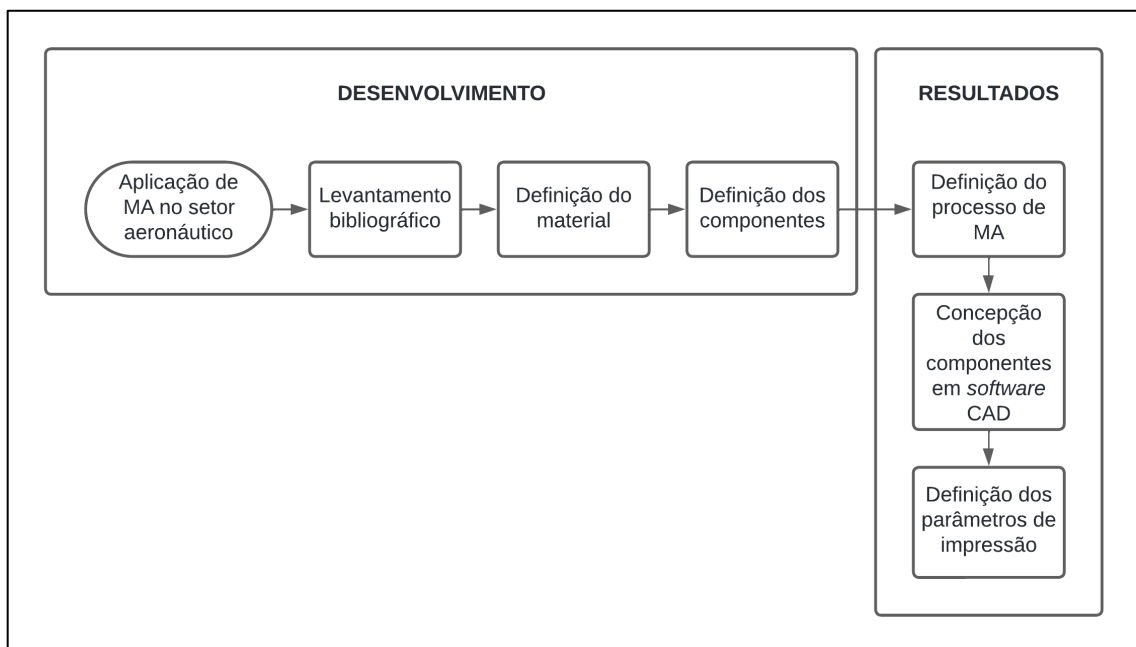 DESENVOLVIMENTO
Aplicação de
MA no setor
aeronáutico
Levantamento
bibliográfico
Definição do
material
Definição dos
componentes
RESULTADOS
Definição do
processo de
MA
Concepção
dos
componentes
em software
CAD
Definição dos
parâmetros de
impressão